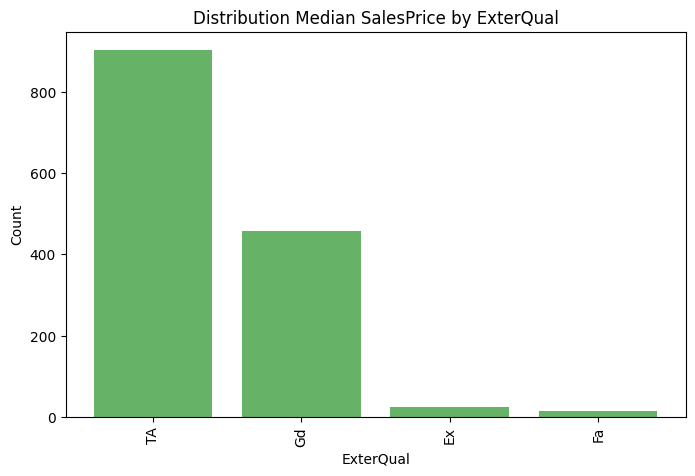 Distribution Median SalesPrice by ExterQual
Count
800
600
400
200
0
TA
Gd
Ex
Fa
ExterQual